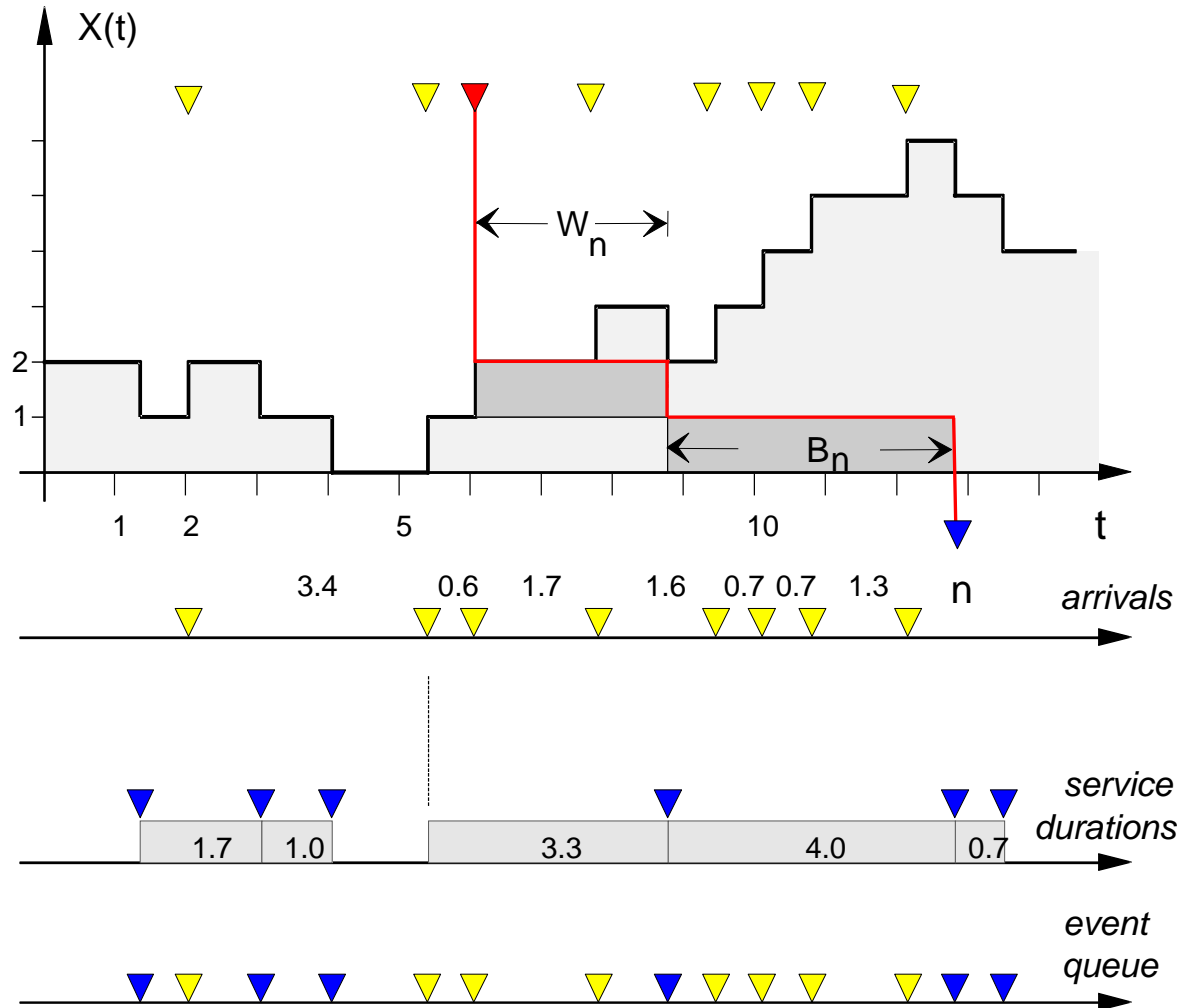 X(t)
W n
2
1
B n
1 2 5 10 t
3.4 0.6 1.7 1.6 0.7 0.7 1.3 n arrivals
service
durations
1.7 1.0 3.3 4.0 0.7
event
queue